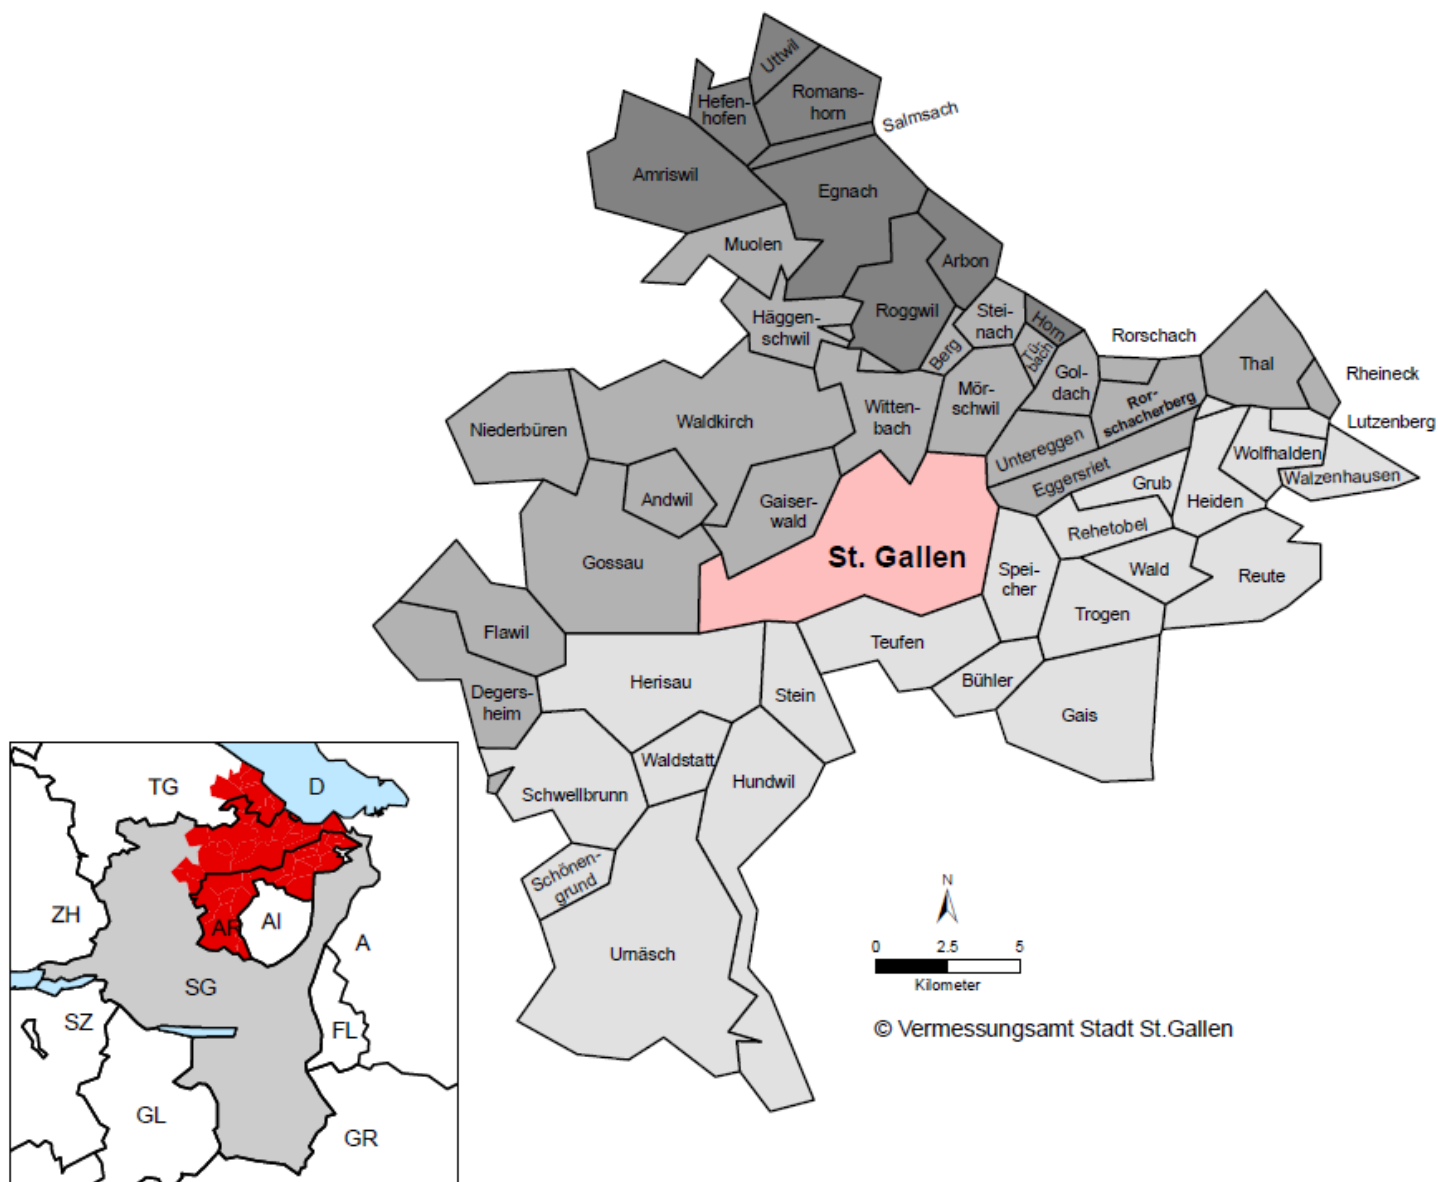 Uttwil
Hefen-
hofen
Romans-
horn
Salmsach
Amriswil
Egnach
Muolen
Arbon
Häggen-
schwil
Roggwil
Berg
Stei-
nach
Horn
Tü-
bach
Rorschach
Thal
Rheineck
Gol-
dach
Mör-
schwil
Ror-
schacherberg
Lutzenberg
Niederbüren
Waldkirch
Witten-
bach
Untereggen
Eggersriet
Wolfhalden
Walzenhausen
Andwil
Gaiser-
wald
Grub
Heiden
Rehetobel
Gossau
St. Gallen
Spei-
cher
Wald
Reute
Trogen
Flawil
Teufen
Bühler
Herisau
Stein
Gais
Degers-
heim
Waldstatt
Hundwil
Schwellbrunn
Schönen-
grund
Urnäsch
TG
D
ZH
AR
AI
A
SG
SZ
FL
GL
GR
N
0 2.5 5
Kilometer
© Vermessungsamt Stadt St.Gallen